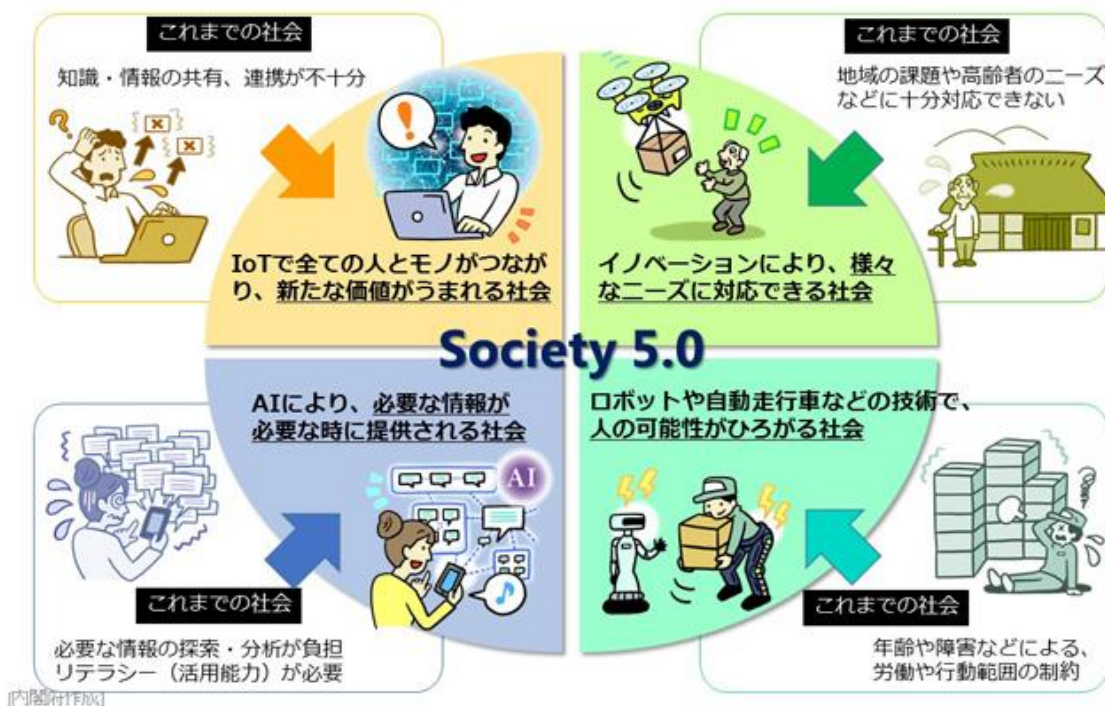 これまでの社会
知識・情報の共有、連携が不十分
IoTで全ての人とモノがつなが
り、新たな価値がうまれる社会
これまでの社会
地域の課題や高齢者のニーズ
などに十分対応できない
イノベーションにより、様々
なニーズに対応できる社会
Society 5.0
AIにより、必要な情報が
必要な時に提供される社会
AI
これまでの社会
必要な情報の探索・分析が負担
リテラシー（活用能力）が必要
ロボットや自動走行車などの技術で、
人の可能性がひろがる社会
これまでの社会
年齢や障害などによる、
労働や行動範囲の制約
[内閣府作成]